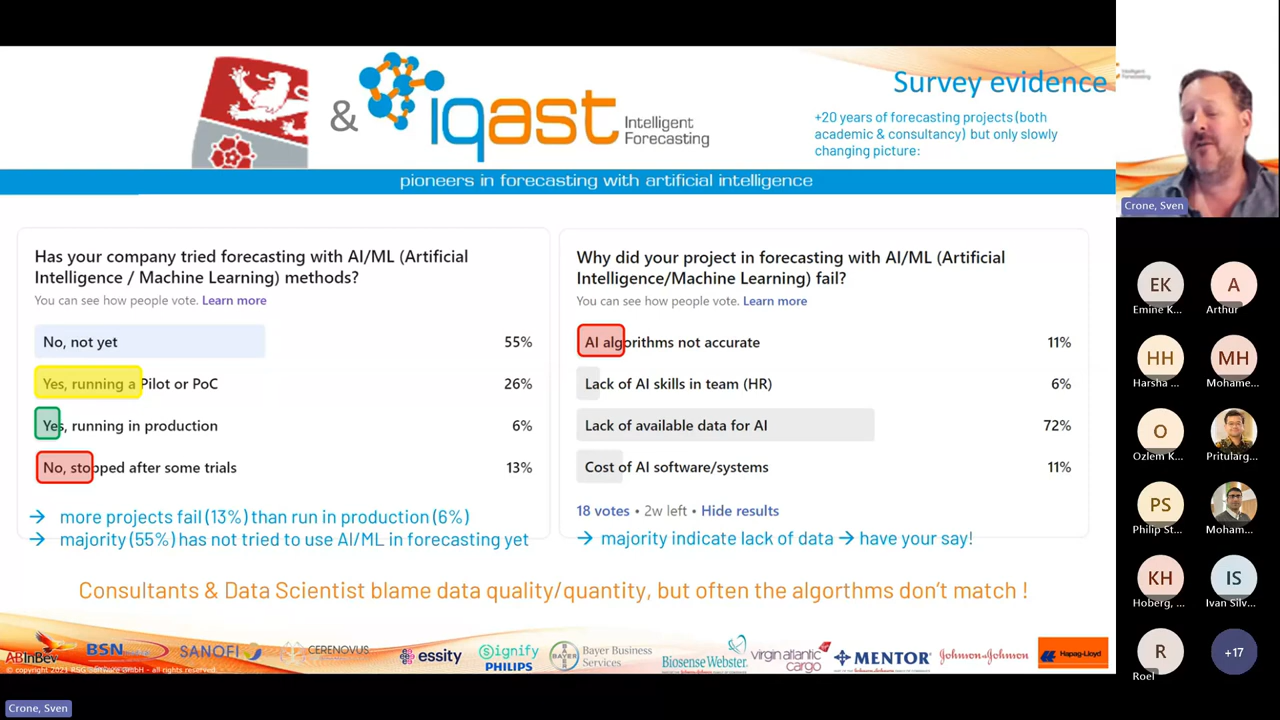 &
iqast
Intelligent
Forecasting
Survey evidence
+20 years of forecasting projects (both
academic & consultancy) but only slowly
changing picture:
pioneers in forecasting with artificial intelligence
Has your company tried forecasting with AI/ML (Artificial
Intelligence / Machine Learning) methods?
You can see how people vote. Learn more
No, not yet 55%
Yes, running a Pilot or PoC 26%
Yes, running in production 6%
No, stopped after some trials 13%
→ more projects fail (13%) than run in production (6%)
→ majority (55%) has not tried to use AI/ML in forecasting yet
Why did your project in forecasting with AI/ML (Artificial
Intelligence/Machine Learning) fail?
You can see how people vote. Learn more
AI algorithms not accurate 11%
Lack of AI skills in team (HR) 6%
Lack of available data for AI 72%
Cost of AI software/systems 11%
18 votes • 2w left • Hide results
→ majority indicate lack of data → have your say!
Consultants & Data Scientist blame data quality/quantity, but often the algorthms don't match !
ABInBev
BSN
SANOFI
CERENOVUS
essity
Signify
PHILIPS
BAYER
Bayer Business
Services
Biosense Webster
virgin atlantic
cargo
MENTOR
Johnson & Johnson
Hapag-Lloyd
Intelligent
Forecasting
Crone, Sven
EK
Emine K...
A
Arthur
HH
Harsha ...
MH
Mohame...
O
Ozlem K...
Pritularg...
PS
Philip St...
Moham...
KH
Hoberg, ...
IS
Ivan Silv...
R
Roel
+17
Crone, Sven